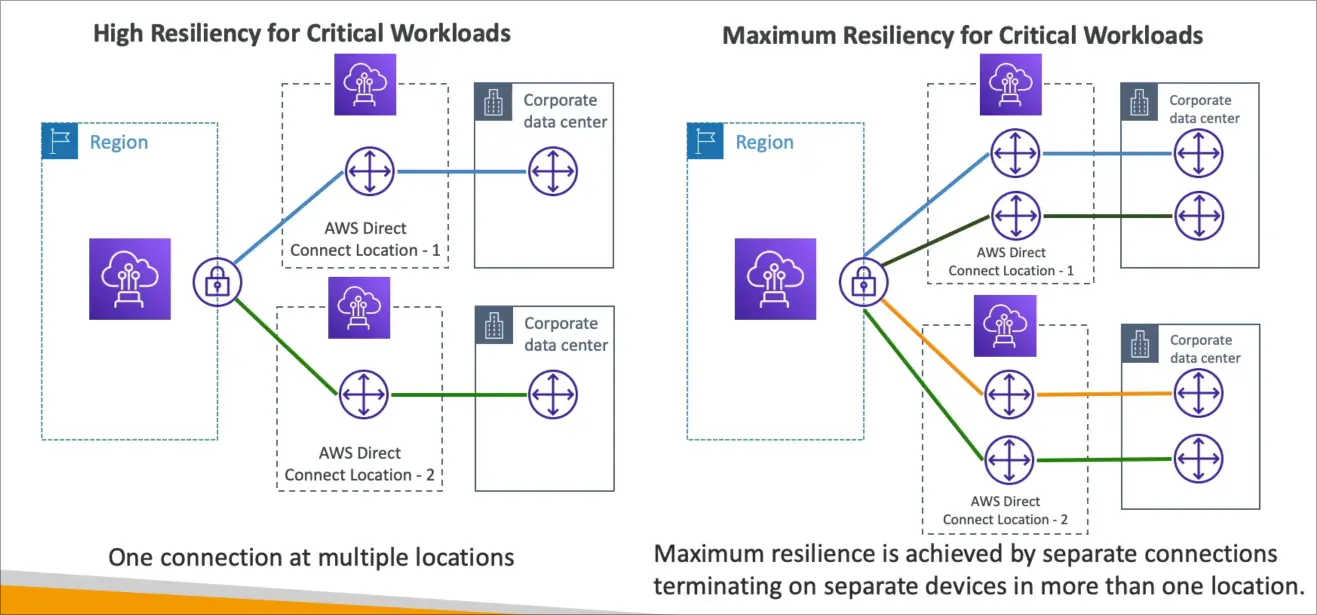 High Resiliency for Critical Workloads
Region
Corporate
data center
AWS Direct
Connect Location - 1
Corporate
data center
AWS Direct
Connect Location - 2
One connection at multiple locations
Maximum Resiliency for Critical Workloads
Region
Corporate
data center
AWS Direct
Connect Location - 1
Corporate
data center
AWS Direct
Connect Location - 2
Maximum resilience is achieved by separate connections
terminating on separate devices in more than one location.